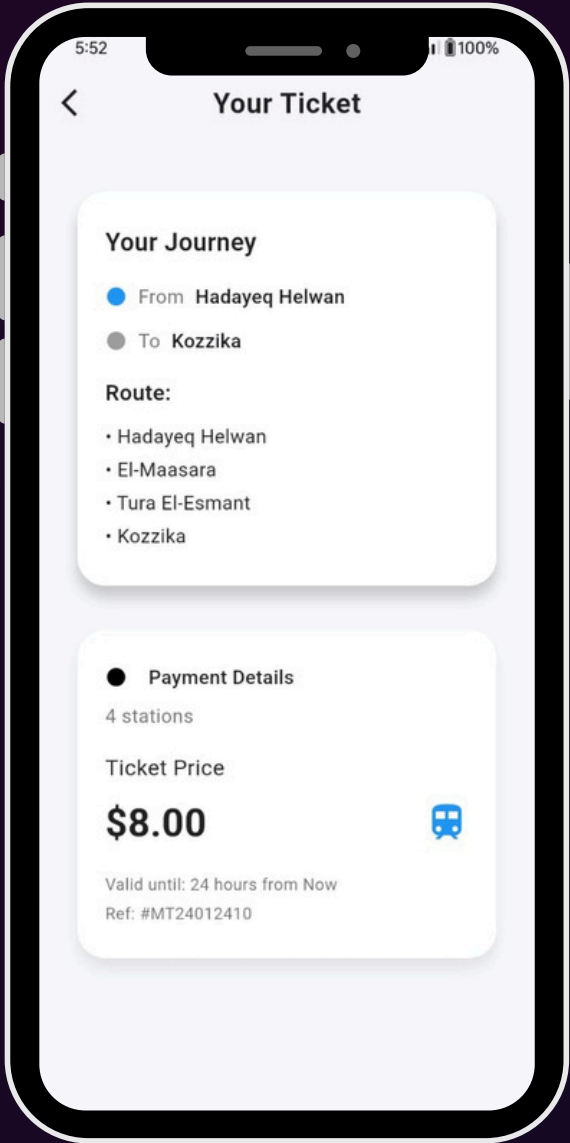 5:52
100%
Your Ticket
Your Journey
From Hadayeq Helwan
To Kozzika
Route:
• Hadayeq Helwan
• El-Maasara
• Tura El-Esmant
• Kozzika
Payment Details
4 stations
Ticket Price
$8.00
Valid until: 24 hours from Now
Ref: #MT24012410